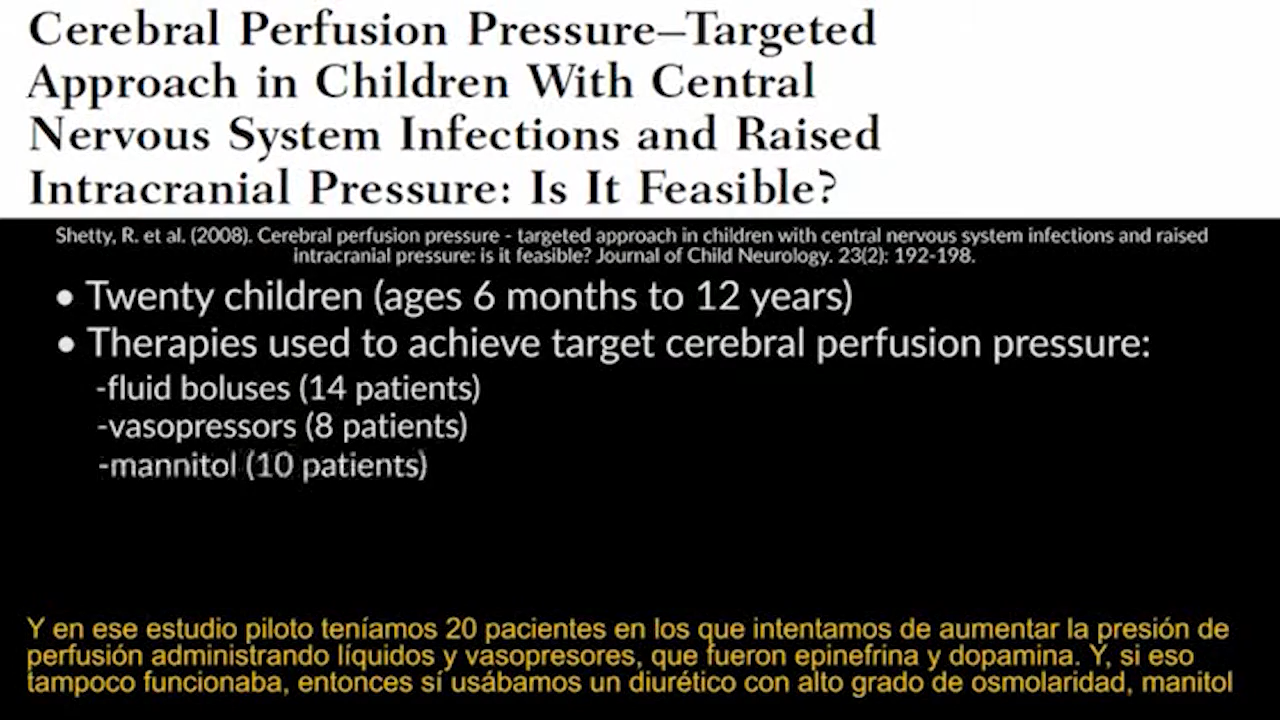 Cerebral Perfusion Pressure–Targeted
Approach in Children With Central
Nervous System Infections and Raised
Intracranial Pressure: Is It Feasible?
Shetty, R. et al. (2008). Cerebral perfusion pressure - targeted approach in children with central nervous system infections and raised
intracranial pressure: is it feasible? Journal of Child Neurology. 23(2): 192-198.
• Twenty children (ages 6 months to 12 years)
• Therapies used to achieve target cerebral perfusion pressure:
-fluid boluses (14 patients)
-vasopressors (8 patients)
-mannitol (10 patients)
Y en ese estudio piloto teníamos 20 pacientes en los que intentamos de aumentar la presión de
perfusión administrando líquidos y vasopresores, que fueron epinefrina y dopamina. Y, si eso
tampoco funcionaba, entonces sí usábamos un diurético con alto grado de osmolaridad, manitol